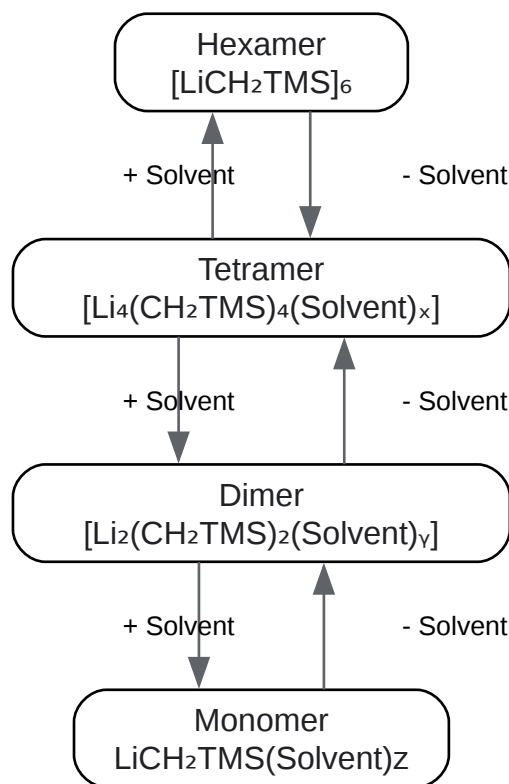 Hexamer
[LiCH₂TMS]₆
+ Solvent
- Solvent
Tetramer
[Li₄(CH₂TMS)₄(Solvent)ₓ]
+ Solvent
- Solvent
Dimer
[Li₂(CH₂TMS)₂(Solvent)ᵧ]
+ Solvent
- Solvent
Monomer
LiCH₂TMS(Solvent)z